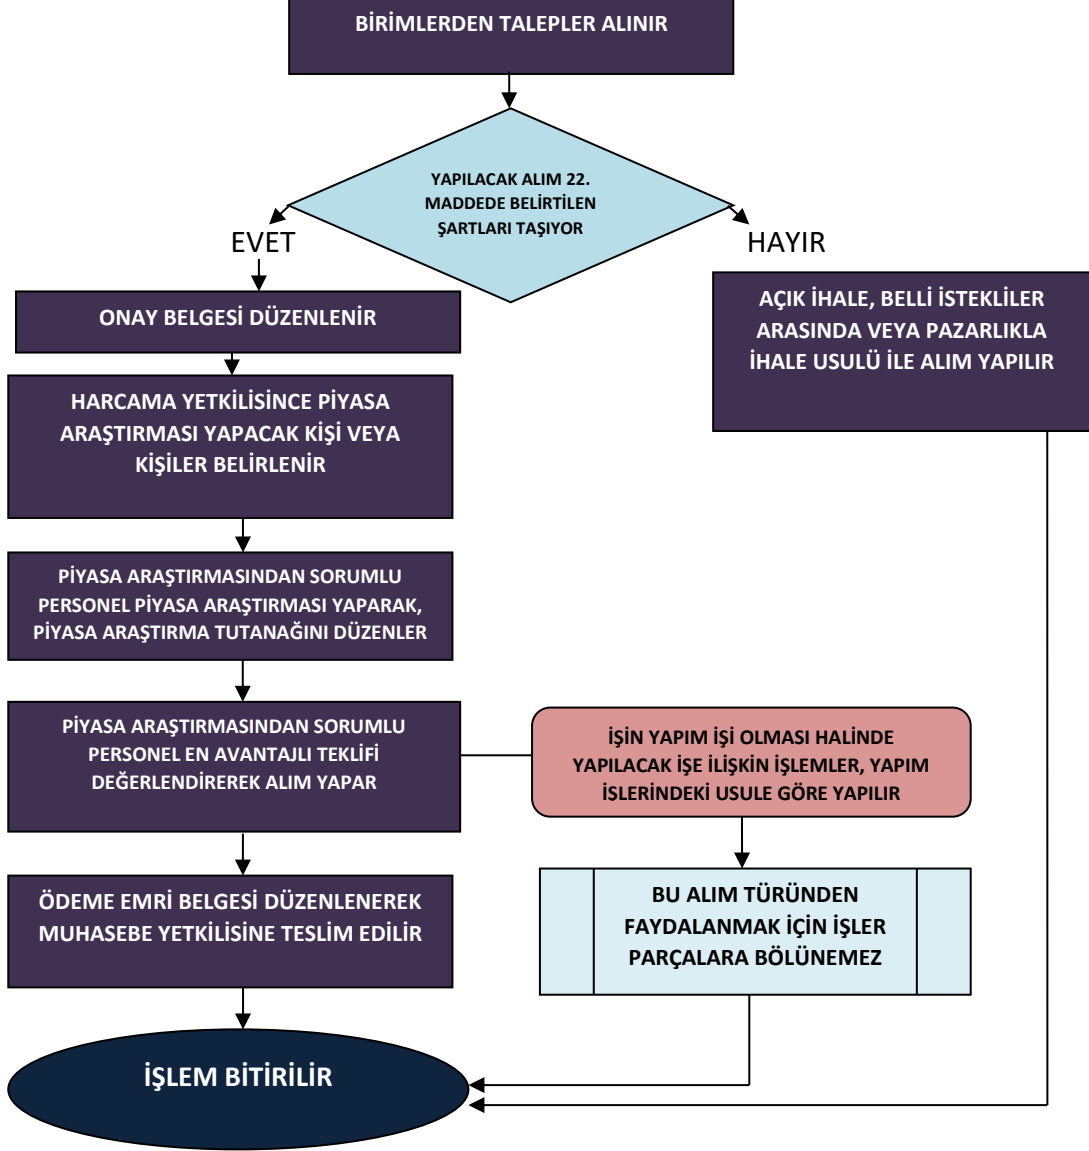 BİRİMLERDEN TALEPLER ALINIR
YAPILACAK ALIM 22.
MADDEDE BELİRTİLEN
ŞARTLARI TAŞIYOR
EVET
HAYIR
ONAY BELGESİ DÜZENLENİR
AÇIK İHALE, BELLİ İSTEKLİLER
ARASINDA VEYA PAZARLIKLA
İHALE USULÜ İLE ALIM YAPILIR
HARCAMA YETKİLİSİNCE PİYASA
ARAŞTIRMASI YAPACAK KİŞİ VEYA
KİŞİLER BELİRLENİR
PİYASA ARAŞTIRMASINDAN SORUMLU
PERSONEL PİYASA ARAŞTIRMASI YAPARAK,
PİYASA ARAŞTIRMA TUTANAĞINI DÜZENLER
PİYASA ARAŞTIRMASINDAN SORUMLU
PERSONEL EN AVANTAJLI TEKLİFİ
DEĞERLENDİREREK ALIM YAPAR
İŞİN YAPIM İŞİ OLMASI HALİNDE
YAPILACAK İŞE İLİŞKİN İŞLEMLER, YAPIM
İŞLERİNDEKİ USULE GÖRE YAPILIR
ÖDEME EMRİ BELGESİ DÜZENLENEREK
MUHASEBE YETKİLİSİNE TESLİM EDİLİR
BU ALIM TÜRÜNDEN
FAYDALANMAK İÇİN İŞLER
PARÇALARA BÖLÜNEMEZ
İŞLEM BİTİRİLİR